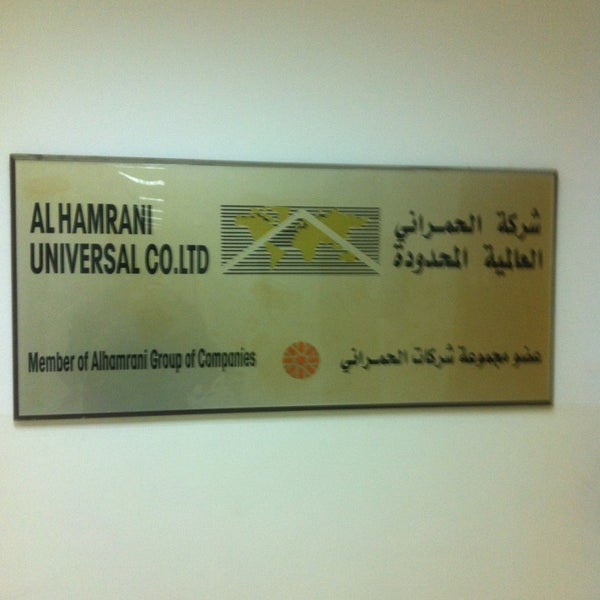 AL HAMRANI
UNIVERSAL CO.LTD
شركة الحمراني
العالمية المحدودة
Member of Alhamrani Group of Companies
عضو مجموعة شركات الحمراني